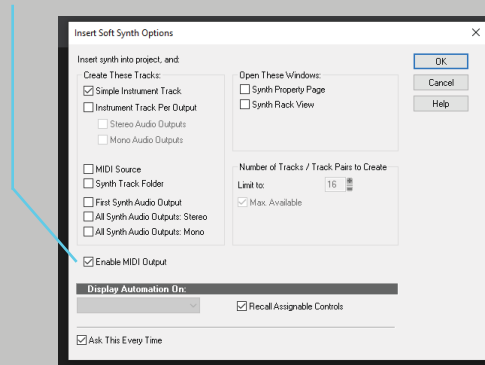 Insert Soft Synth Options
Insert synth into project, and:
Create These Tracks:
Simple Instrument Track
Instrument Track Per Output
Stereo Audio Outputs
Mono Audio Outputs
MIDI Source
Synth Track Folder
First Synth Audio Output
All Synth Audio Outputs: Stereo
All Synth Audio Outputs: Mono
Enable MIDI Output
Open These Windows:
Synth Property Page
Synth Rack View
Number of Tracks / Track Pairs to Create
Limit to: 16
Max. Available
OK
Cancel
Help
Display Automation On:
Recall Assignable Controls
Ask This Every Time